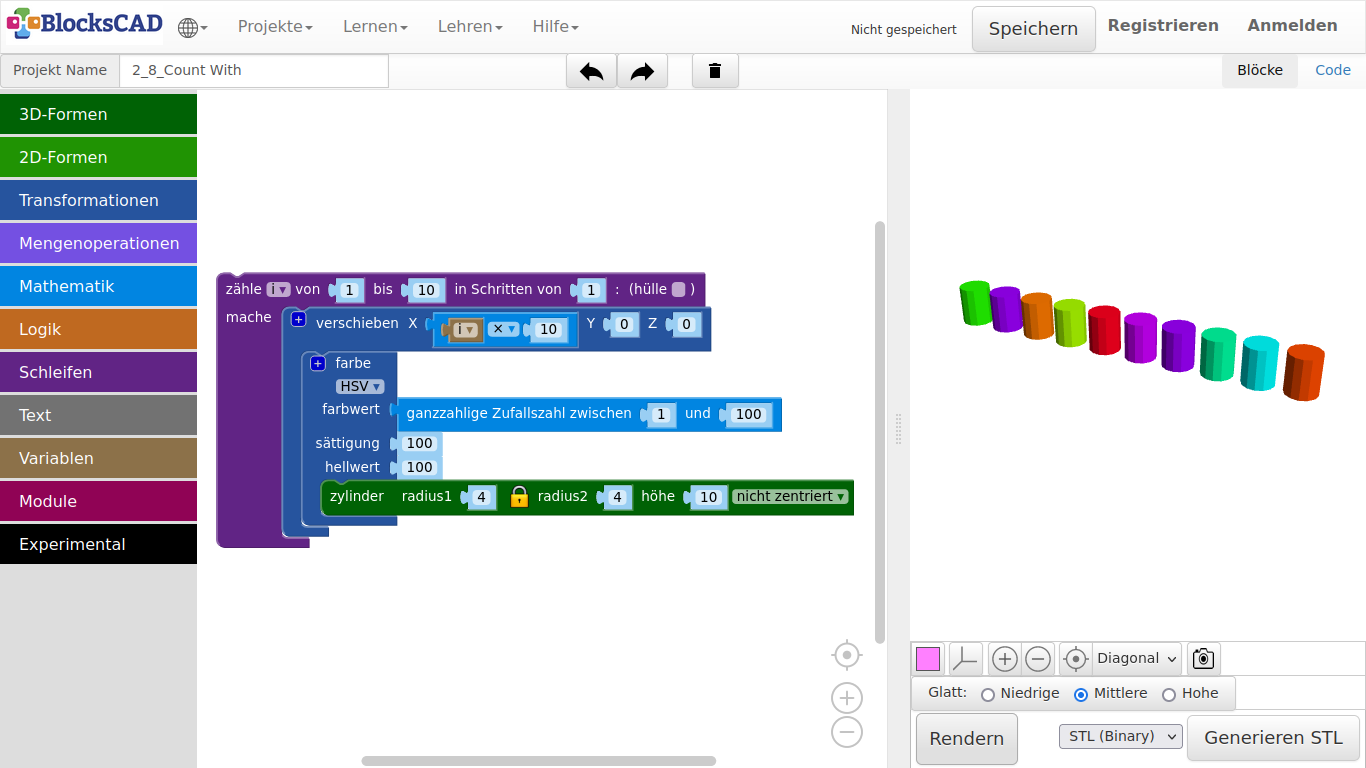 BlocksCAD Projekte Lernen Lehren Hilfe Nicht gespeichert Speichern Registrieren Anmelden
Projekt Name 2_8_Count With Blöcke Code
3D-Formen
2D-Formen
Transformationen
Mengenoperationen
Mathematik
Logik
Schleifen
Text
Variablen
Module
Experimental
zähle i von 1 bis 10 in Schritten von 1 : (hülle )
mache + verschieben X i × 10 Y 0 Z 0
+ farbe
HSV
farbwert ganzzahlige Zufallszahl zwischen 1 und 100
sättigung 100
hellwert 100
zylinder radius1 4 radius2 4 höhe 10 nicht zentriert
Diagonal
Glatt: Niedrige Mittlere Hohe
Rendern STL (Binary) Generieren STL